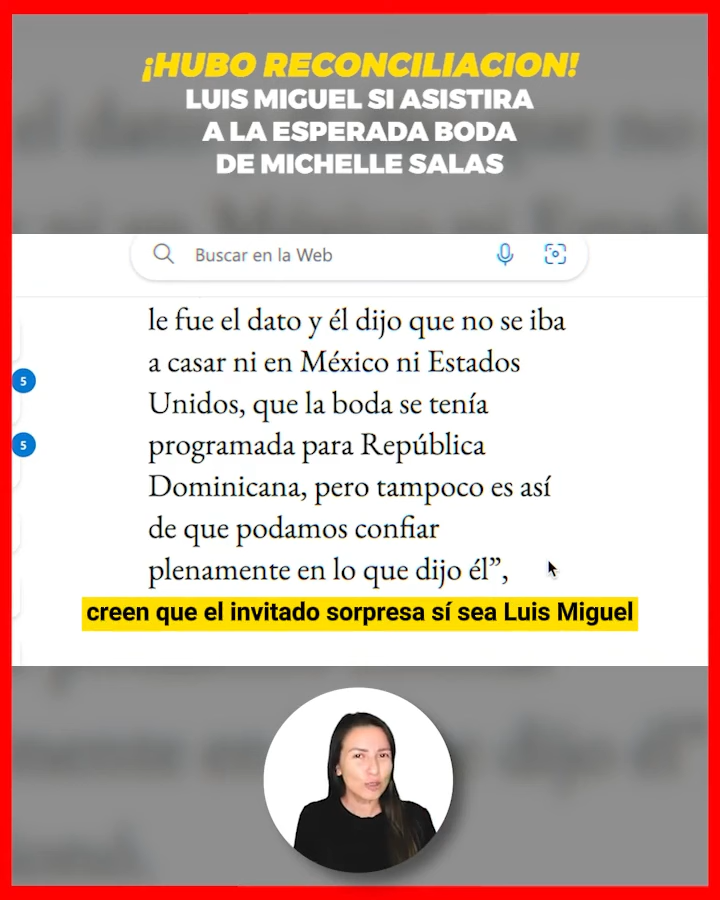 ¡HUBO RECONCILIACION!
LUIS MIGUEL SI ASISTIRA
A LA ESPERADA BODA
DE MICHELLE SALAS
Buscar en la Web
le fue el dato y él dijo que no se iba
a casar ni en México ni Estados
5
Unidos, que la boda se tenía
programada para República
5
Dominicana, pero tampoco es así
de que podamos confiar
plenamente en lo que dijo él”,
creen que el invitado sorpresa sí sea Luis Miguel